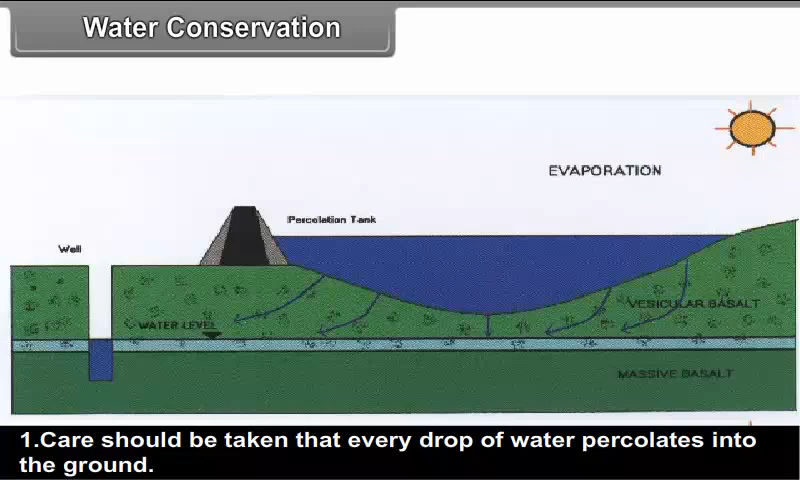 Water Conservation
EVAPORATION
Percolation Tank
Well
VESICULAR BASALT
WATER LEVEL
MASSIVE BASALT
1.Care should be taken that every drop of water percolates into
the ground.